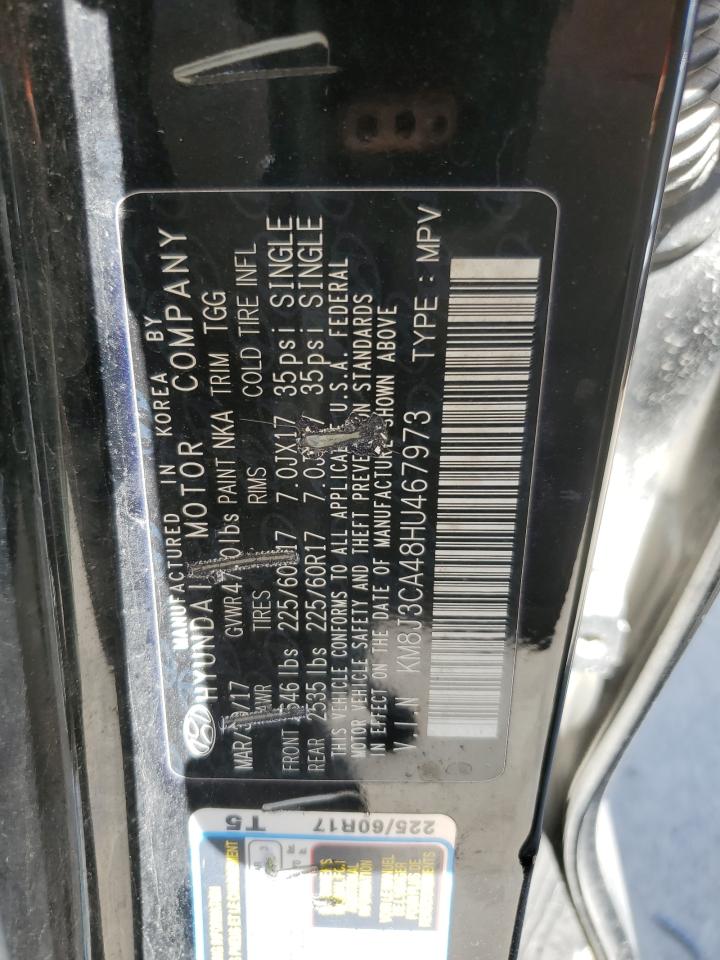 MANUFACTURED IN KOREA BY
HYUNDAI MOTOR COMPANY
MAR/ /17 GVWR PAINT NKA TRIM TGG
TIRES RIMS COLD TIRE INFL
FRONT 225/60R17 7.0JX17 35psi SINGLE
REAR 2535 lbs 225/60R17 35psi SINGLE
THIS VEHICLE CONFORMS TO ALL U.S.A. FEDERAL
MOTOR VEHICLE SAFETY AND THEFT STANDARDS
IN EFFECT ON THE DATE OF MANUFACTURE SHOWN ABOVE
V.I.N KM8J3CA48HU467973 TYPE : MPV
T5
225/60R17